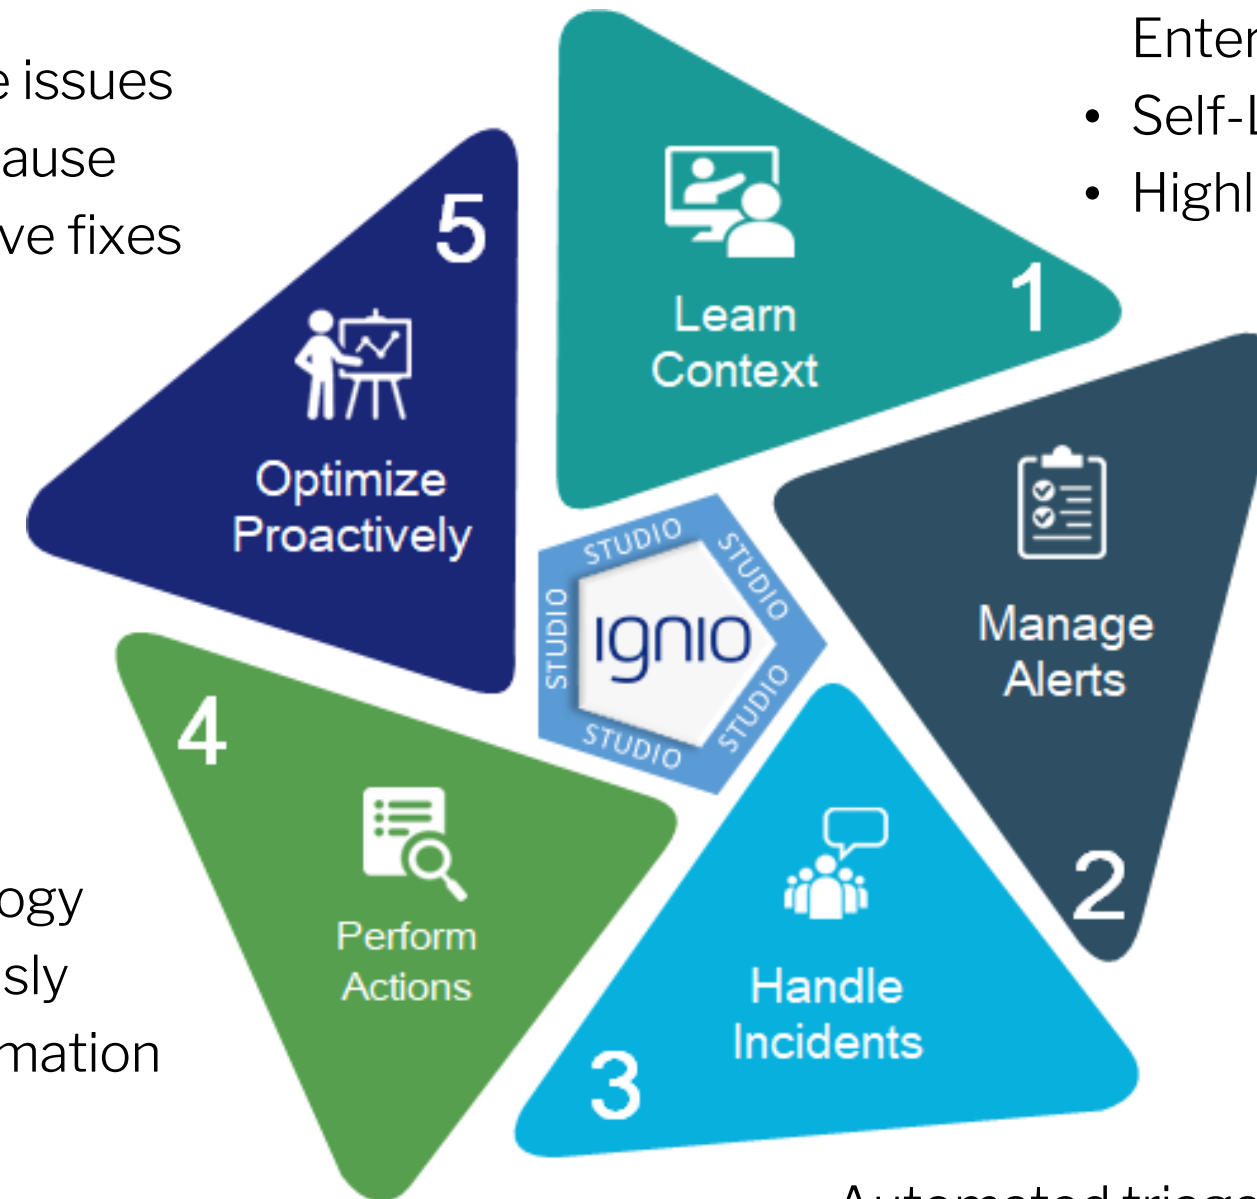 issues
ause
ve fixes
5
Optimize
Proactively
Learn
Context
1
Self-L
Highl
Manage
Alerts
2
STUDIO
STUDIO
STUDIO
STUDIO
STUDIO
ignio
4
Perform
Actions
Handle
Incidents
3
ogy
sly
mation
Automated